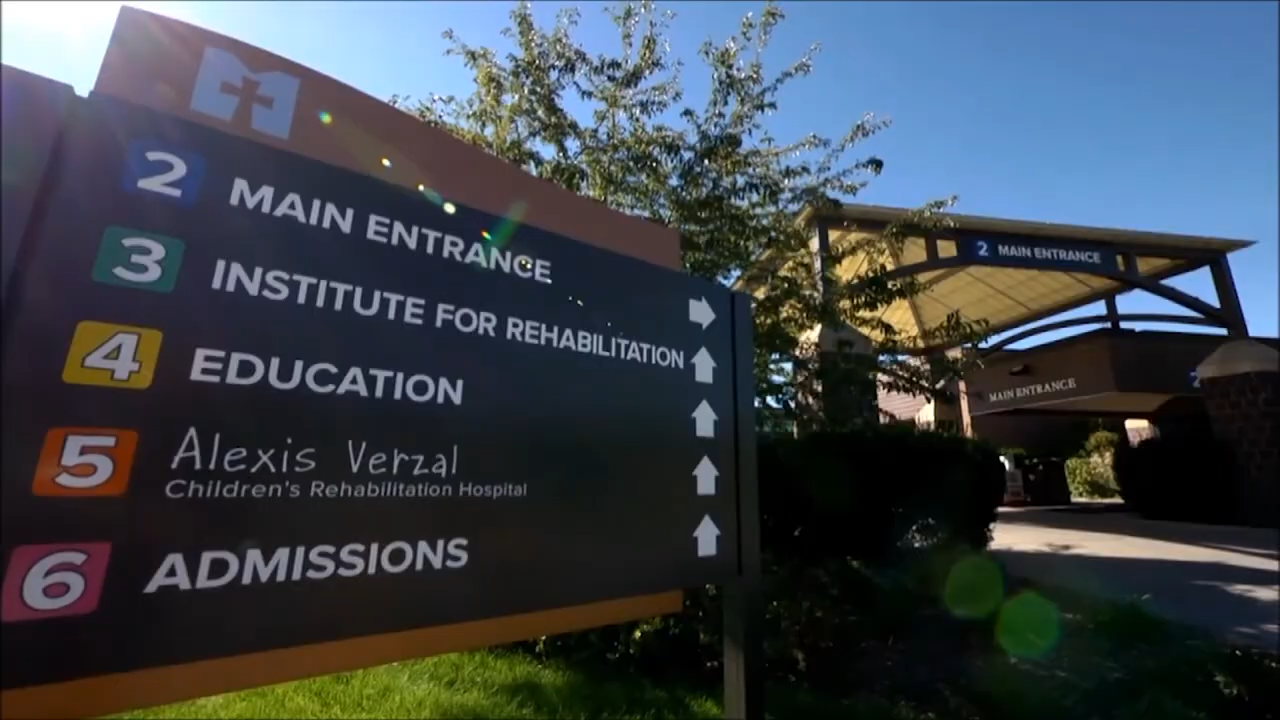 2 MAIN ENTRANCE
3 INSTITUTE FOR REHABILITATION
4 EDUCATION
5 Alexis Verzal
Children's Rehabilitation Hospital
6 ADMISSIONS
2 MAIN ENTRANCE
MAIN ENTRANCE
2